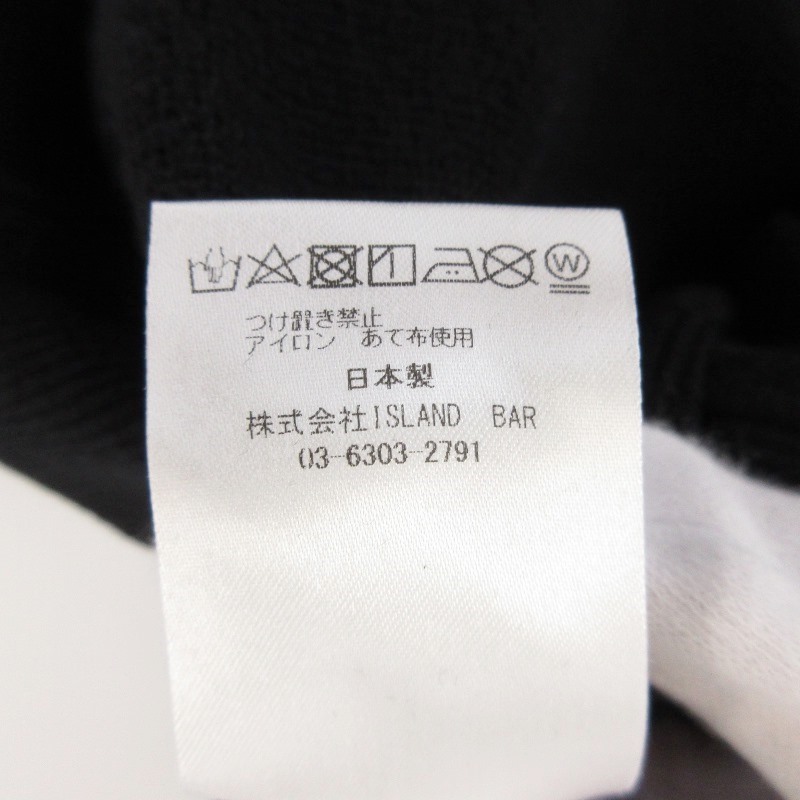 W
つけ置き禁止
アイロン あて布使用
日本製
株式会社ISLAND BAR
03-6303-2791